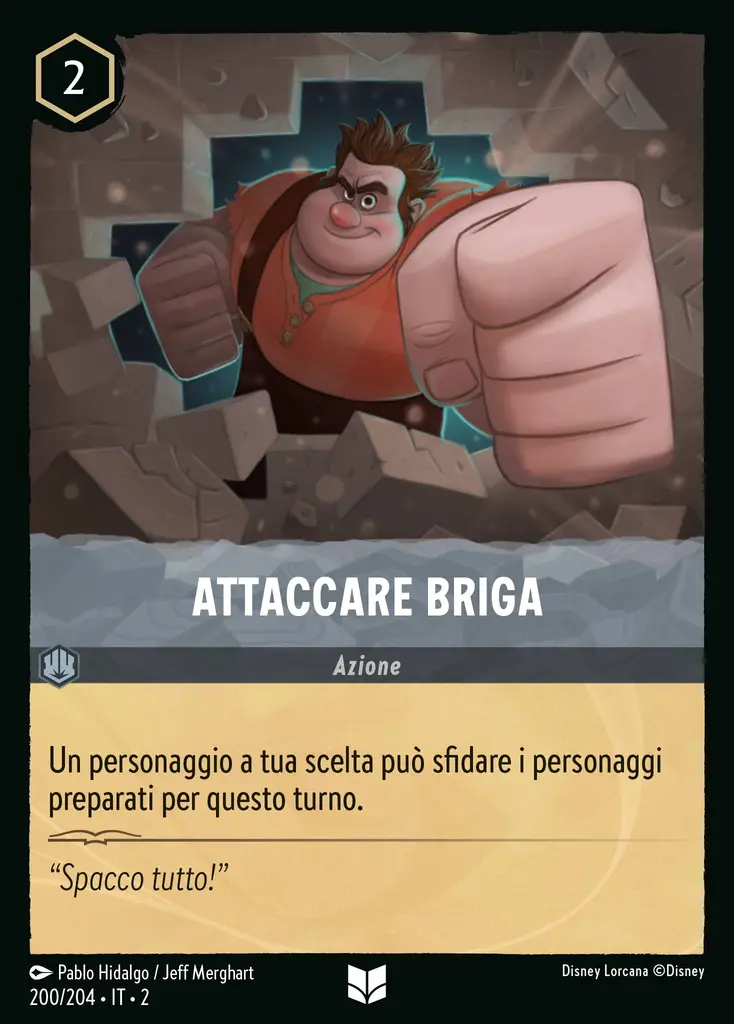 2
ATTACCARE BRIGA
Azione
Un personaggio a tua scelta può sfidare i personaggi
preparati per questo turno.
“Spacco tutto!”
Pablo Hidalgo / Jeff Merghart
Disney Lorcana ©Disney
200/204 • IT • 2